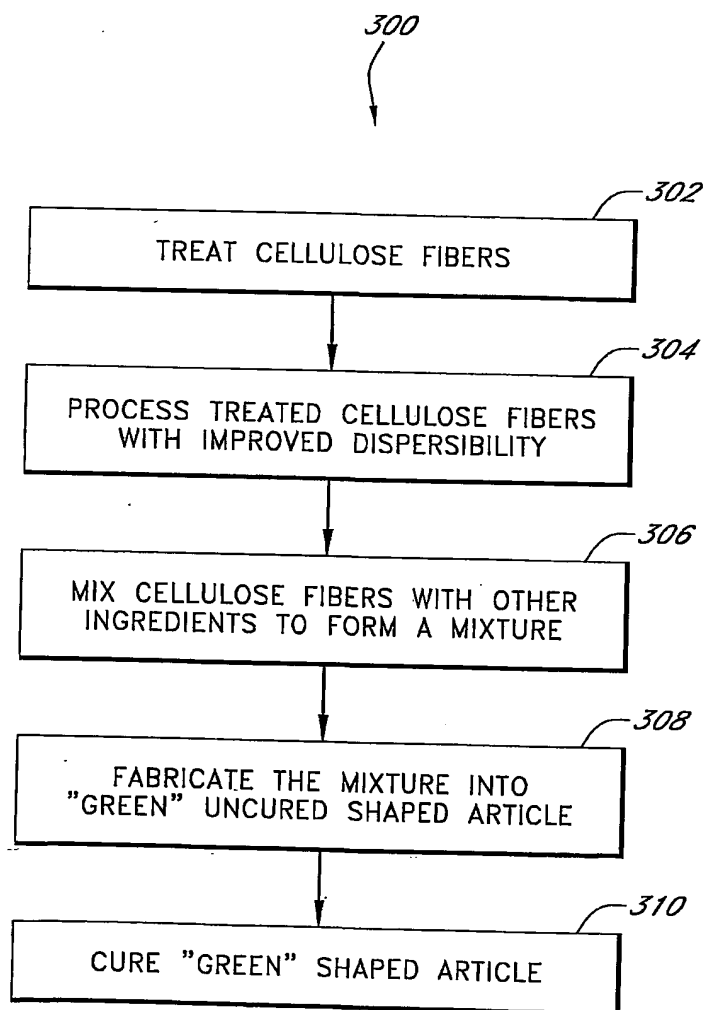 300
302
TREAT CELLULOSE FIBERS
304
PROCESS TREATED CELLULOSE FIBERS
WITH IMPROVED DISPERSIBILITY
306
MIX CELLULOSE FIBERS WITH OTHER
INGREDIENTS TO FORM A MIXTURE
308
FABRICATE THE MIXTURE INTO
"GREEN" UNCURED SHAPED ARTICLE
310
CURE "GREEN" SHAPED ARTICLE